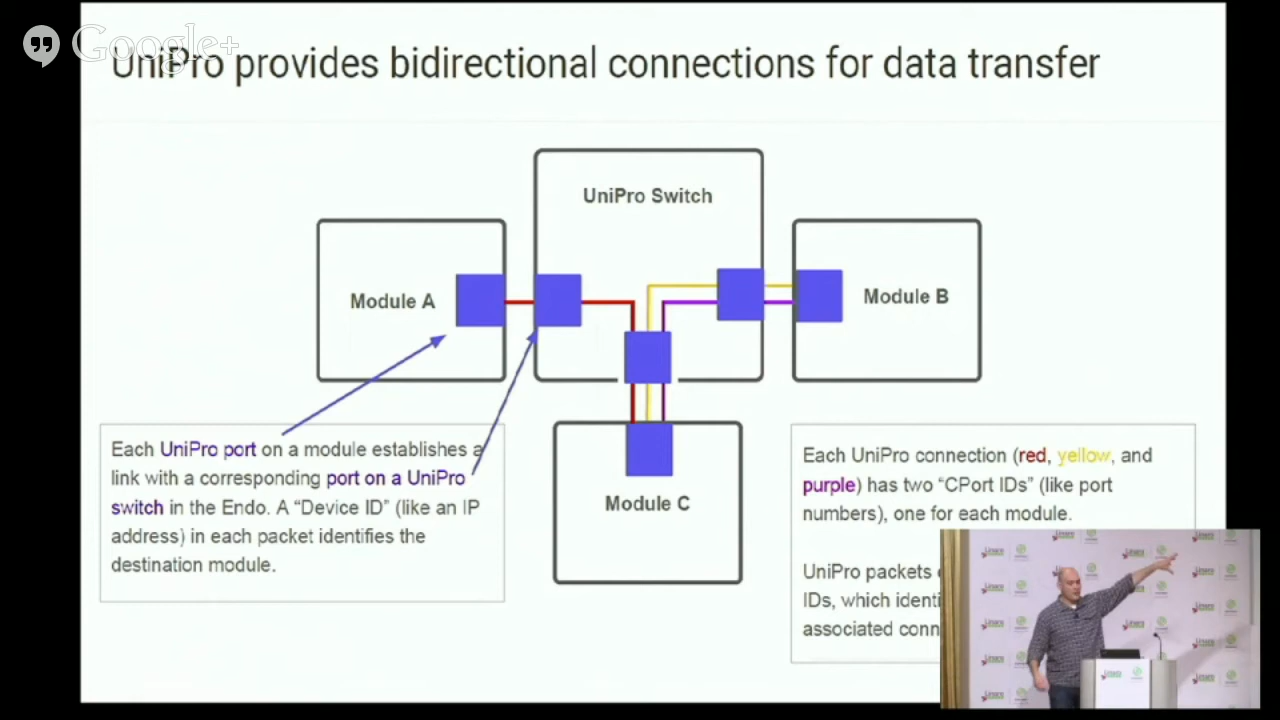 Google+
UniPro provides bidirectional connections for data transfer
UniPro Switch
Module A
Module B
Module C
Each UniPro port on a module establishes a
link with a corresponding port on a UniPro
switch in the Endo. A “Device ID” (like an IP
address) in each packet identifies the
destination module.
Each UniPro connection (red, yellow, and
purple) has two “CPort IDs” (like port
numbers), one for each module.
UniPro packets
IDs, which identi
associated conn